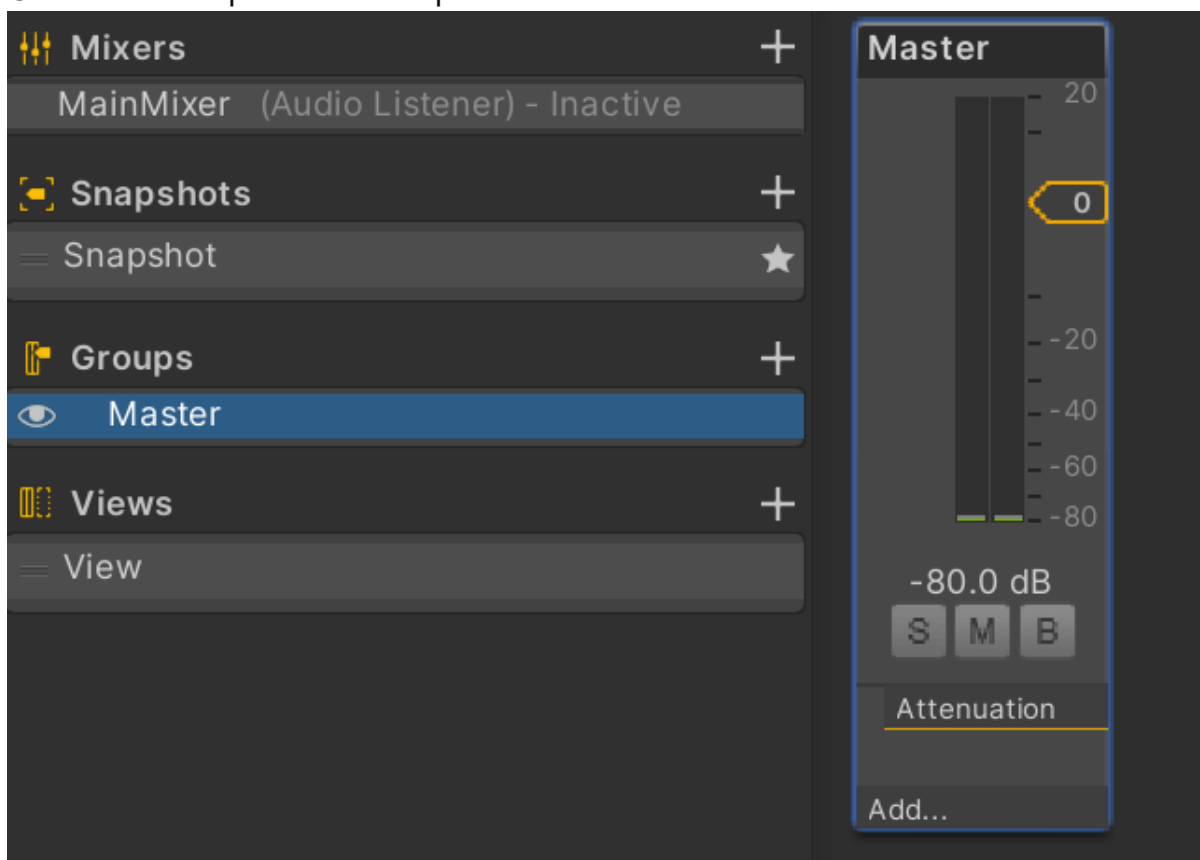 Mixers
MainMixer (Audio Listener) - Inactive
Snapshots
Snapshot
Groups
Master
Views
View
Master
20
0
-20
-40
-60
-80
-80.0 dB
S M B
Attenuation
Add...